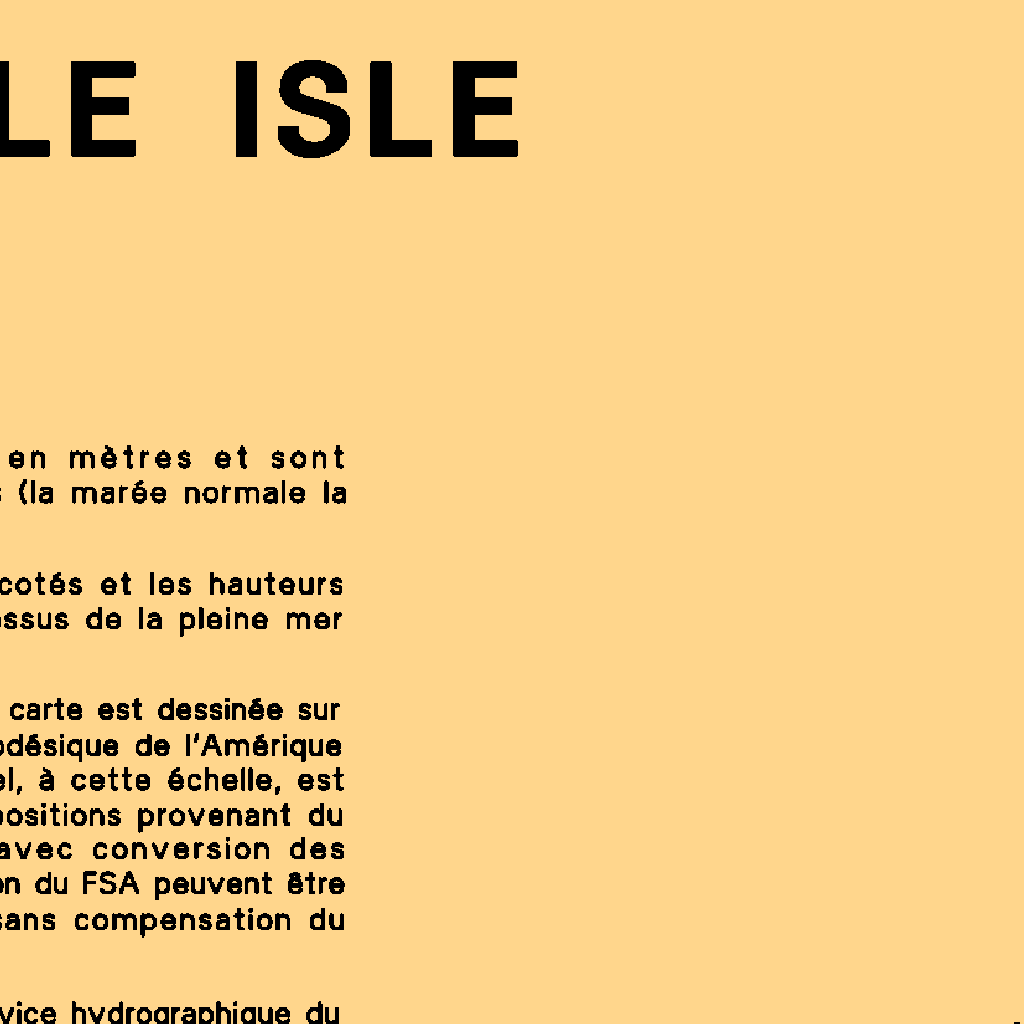 LE ISLE
en mètres et sont
(la marée normale la
cotés et les hauteurs
essus de la pleine mer
carte est dessinée sur
odésique de l'Amérique
el, à cette échelle, est
positions provenant du
avec conversion des
on du FSA peuvent être
sans compensation du
vice hydrographique du